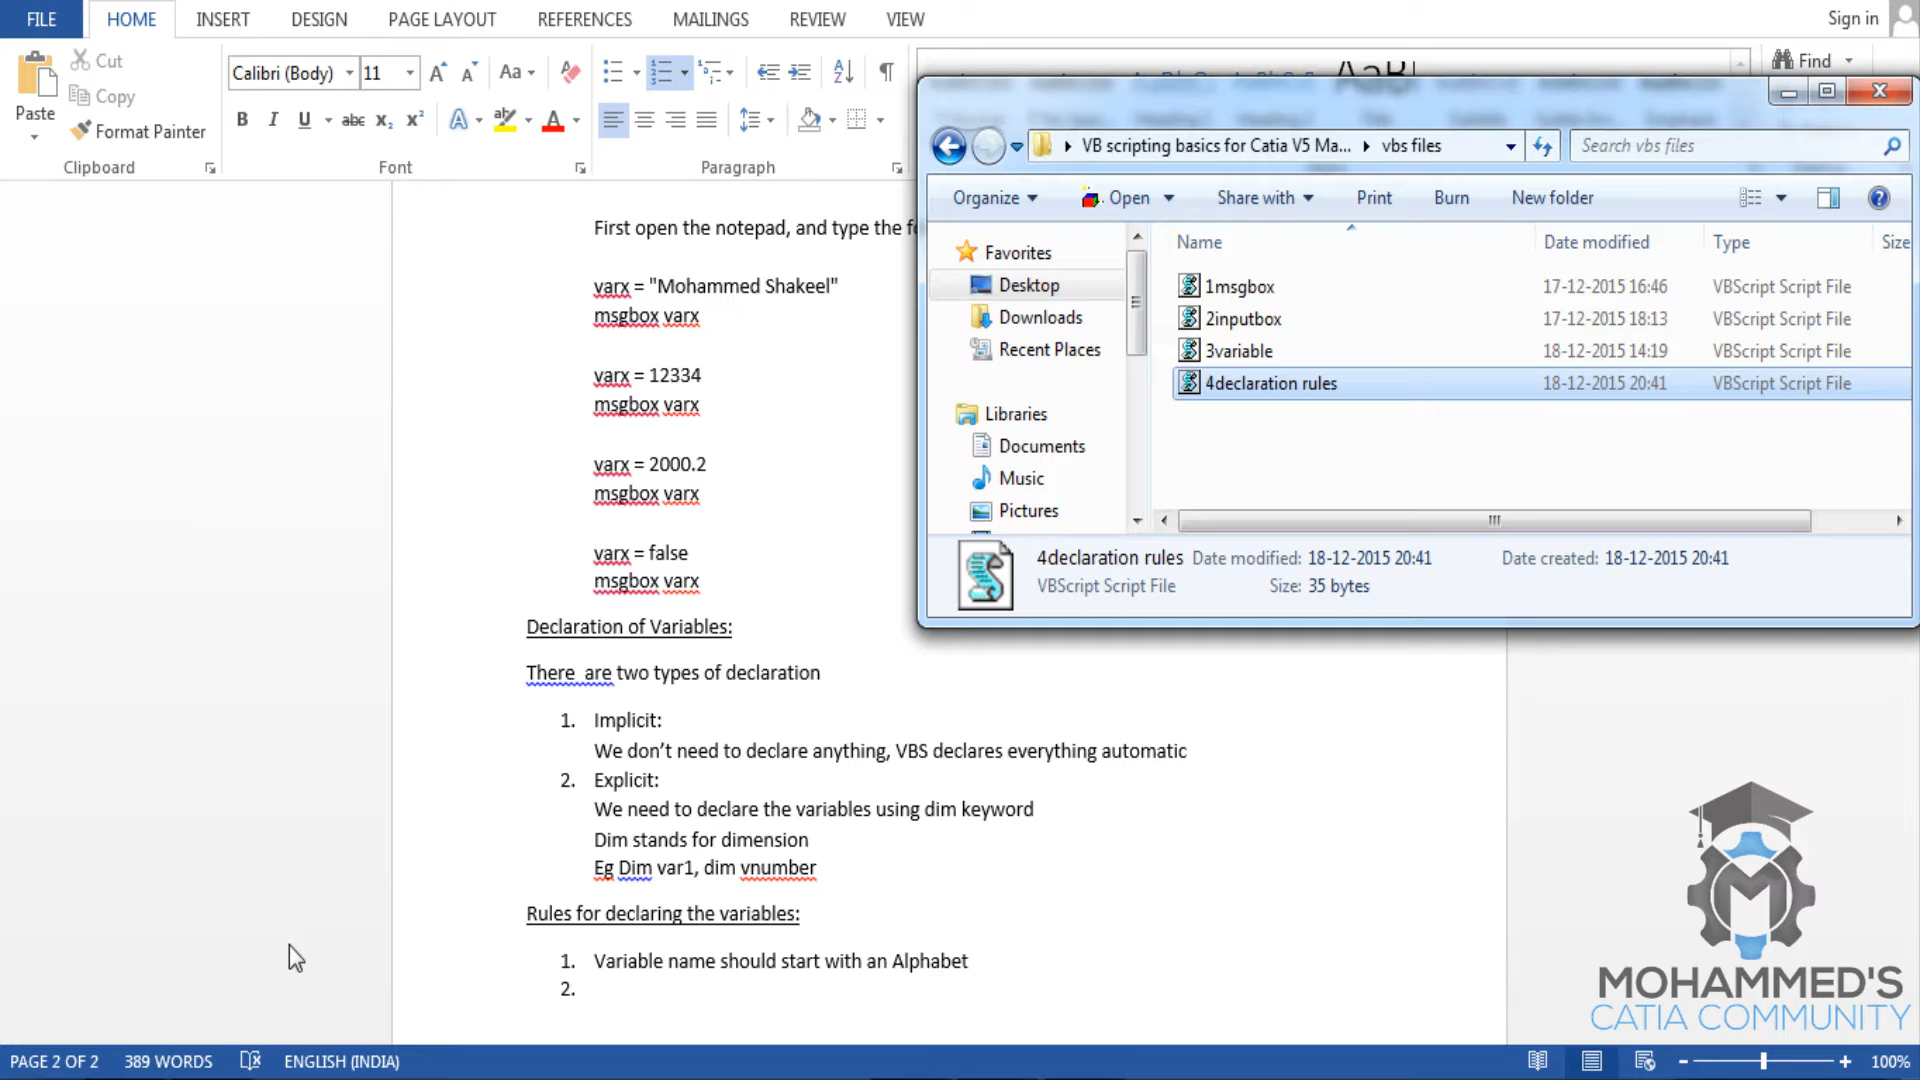 FILE HOME INSERT DESIGN PAGE LAYOUT REFERENCES MAILINGS REVIEW VIEW Sign in
Cut
Copy
Paste
Format Painter
Calibri (Body) 11
Find
Clipboard Font Paragraph
First open the notepad, and type the fo
varx = "Mohammed Shakeel"
msgbox varx
varx = 12334
msgbox varx
varx = 2000.2
msgbox varx
varx = false
msgbox varx
Declaration of Variables:
There are two types of declaration
1. Implicit:
We don’t need to declare anything, VBS declares everything automatic
2. Explicit:
We need to declare the variables using dim keyword
Dim stands for dimension
Eg Dim var1, dim vnumber
Rules for declaring the variables:
1. Variable name should start with an Alphabet
2.
VB scripting basics for Catia V5 Ma... vbs files Search vbs files
Organize Open Share with Print Burn New folder
Favorites
Desktop
Downloads
Recent Places
Libraries
Documents
Music
Pictures
Name Date modified Type Size
1msgbox 17-12-2015 16:46 VBScript Script File
2inputbox 17-12-2015 18:13 VBScript Script File
3variable 18-12-2015 14:19 VBScript Script File
4declaration rules 18-12-2015 20:41 VBScript Script File
4declaration rules Date modified: 18-12-2015 20:41 Date created: 18-12-2015 20:41
VBScript Script File Size: 35 bytes
MOHAMMED'S
CATIA COMMUNITY
PAGE 2 OF 2 389 WORDS ENGLISH (INDIA) 100%